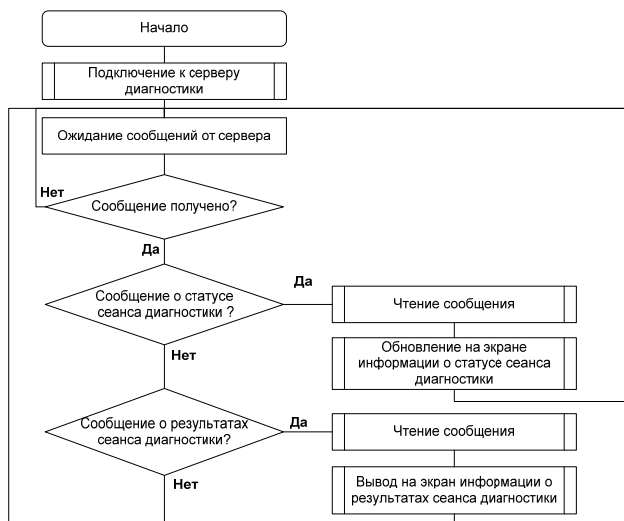 Начало
Подключение к серверу
диагностики
Ожидание сообщений от сервера
Нет
Сообщение получено?
Да
Да
Сообщение о статусе
сеанса диагностики ?
Чтение сообщения
Обновление на экране
информации о статусе сеанса
диагностики
Нет
Сообщение о результатах
сеанса диагностики?
Да
Чтение сообщения
Нет
Вывод на экран информации о
результатах сеанса диагностики